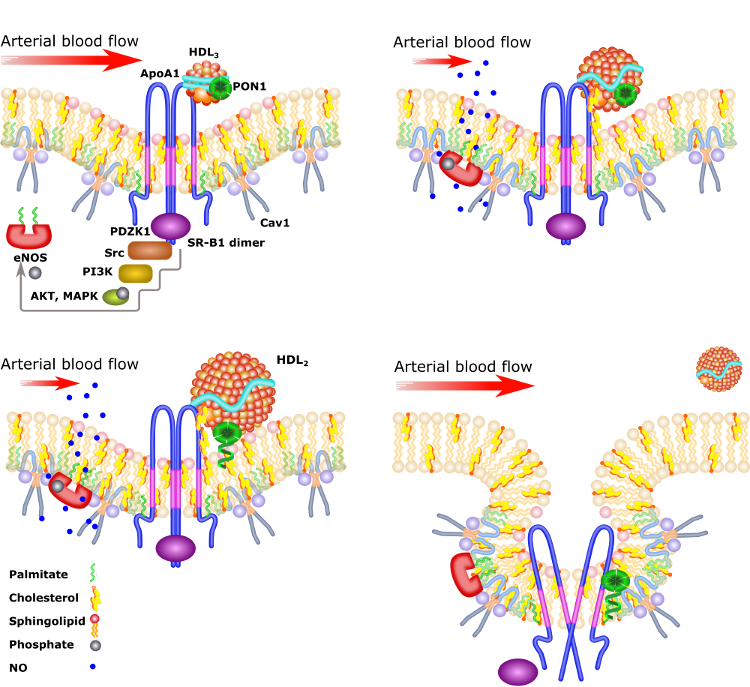 Arterial blood flow
HDL3
ApoA1
PON1
Cav1
PDZK1
SR-B1 dimer
Src
eNOS
PI3K
AKT, MAPK
Arterial blood flow
Arterial blood flow
HDL2
Palmitate
Cholesterol
Sphingolipid
Phosphate
NO
Arterial blood flow